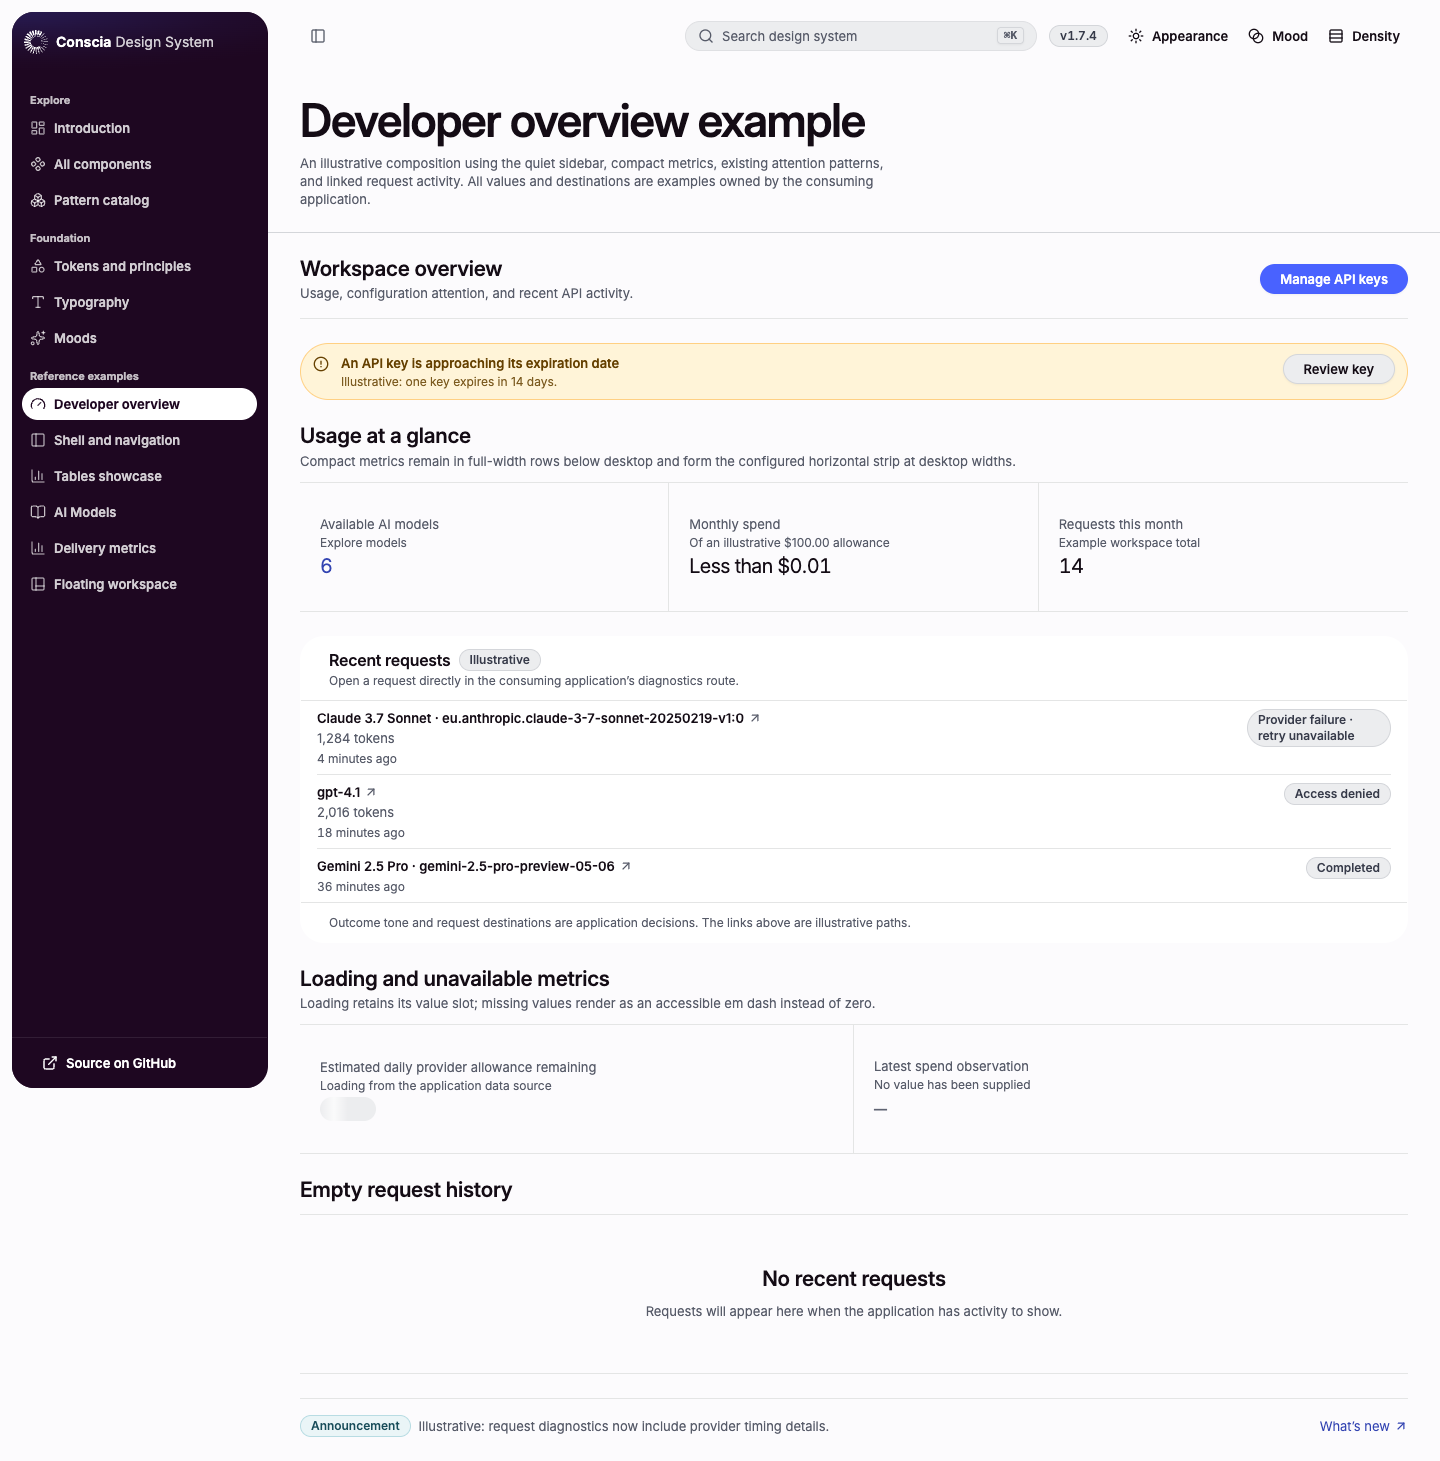 Conscia Design System
Explore
Introduction
All components
Pattern catalog
Foundation
Tokens and principles
Typography
Moods
Reference examples
Developer overview
Shell and navigation
Tables showcase
AI Models
Delivery metrics
Floating workspace
Source on GitHub
Search design system
⌘K
v1.7.4
Appearance
Mood
Density
Developer overview example
An illustrative composition using the quiet sidebar, compact metrics, existing attention patterns,
and linked request activity. All values and destinations are examples owned by the consuming
application.
Workspace overview
Usage, configuration attention, and recent API activity.
Manage API keys
An API key is approaching its expiration date
Illustrative: one key expires in 14 days.
Review key
Usage at a glance
Compact metrics remain in full-width rows below desktop and form the configured horizontal strip at desktop widths.
Available AI models
Explore models
6
Monthly spend
Of an illustrative $100.00 allowance
Less than $0.01
Requests this month
Example workspace total
14
Recent requests
Illustrative
Open a request directly in the consuming application's diagnostics route.
Claude 3.7 Sonnet · eu.anthropic.claude-3-7-sonnet-20250219-v1:0
1,284 tokens
4 minutes ago
Provider failure ·
retry unavailable
gpt-4.1
2,016 tokens
18 minutes ago
Access denied
Gemini 2.5 Pro · gemini-2.5-pro-preview-05-06
36 minutes ago
Completed
Outcome tone and request destinations are application decisions. The links above are illustrative paths.
Loading and unavailable metrics
Loading retains its value slot; missing values render as an accessible em dash instead of zero.
Estimated daily provider allowance remaining
Loading from the application data source
Latest spend observation
No value has been supplied
—
Empty request history
No recent requests
Requests will appear here when the application has activity to show.
Announcement
Illustrative: request diagnostics now include provider timing details.
What's new